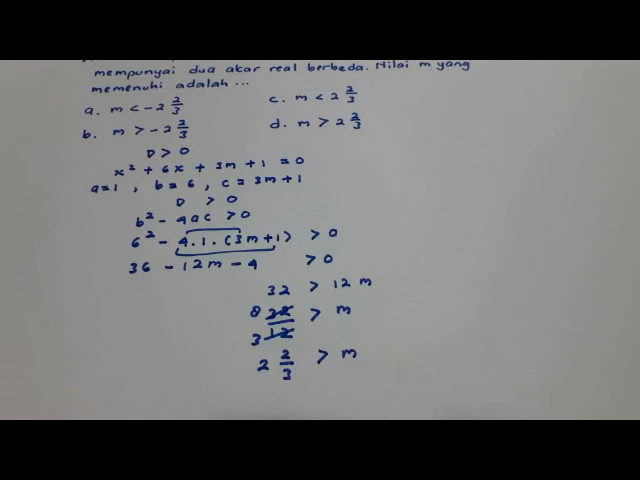 mempunyai dua akar real berbeda. Nilai m yang
memenuhi adalah ...
a. m < -2 2/3
c. m < 2 2/3
b. m > -2 2/3
d. m > 2 2/3
D > 0
x² + 6x + 3m + 1 = 0
a = 1 , b = 6 , c = 3m + 1
D > 0
b² - 4ac > 0
6² - 4.1.(3m+1) > 0
36 - 12m - 4 > 0
32 > 12 m
8 32/12 3 > m
2 2/3 > m